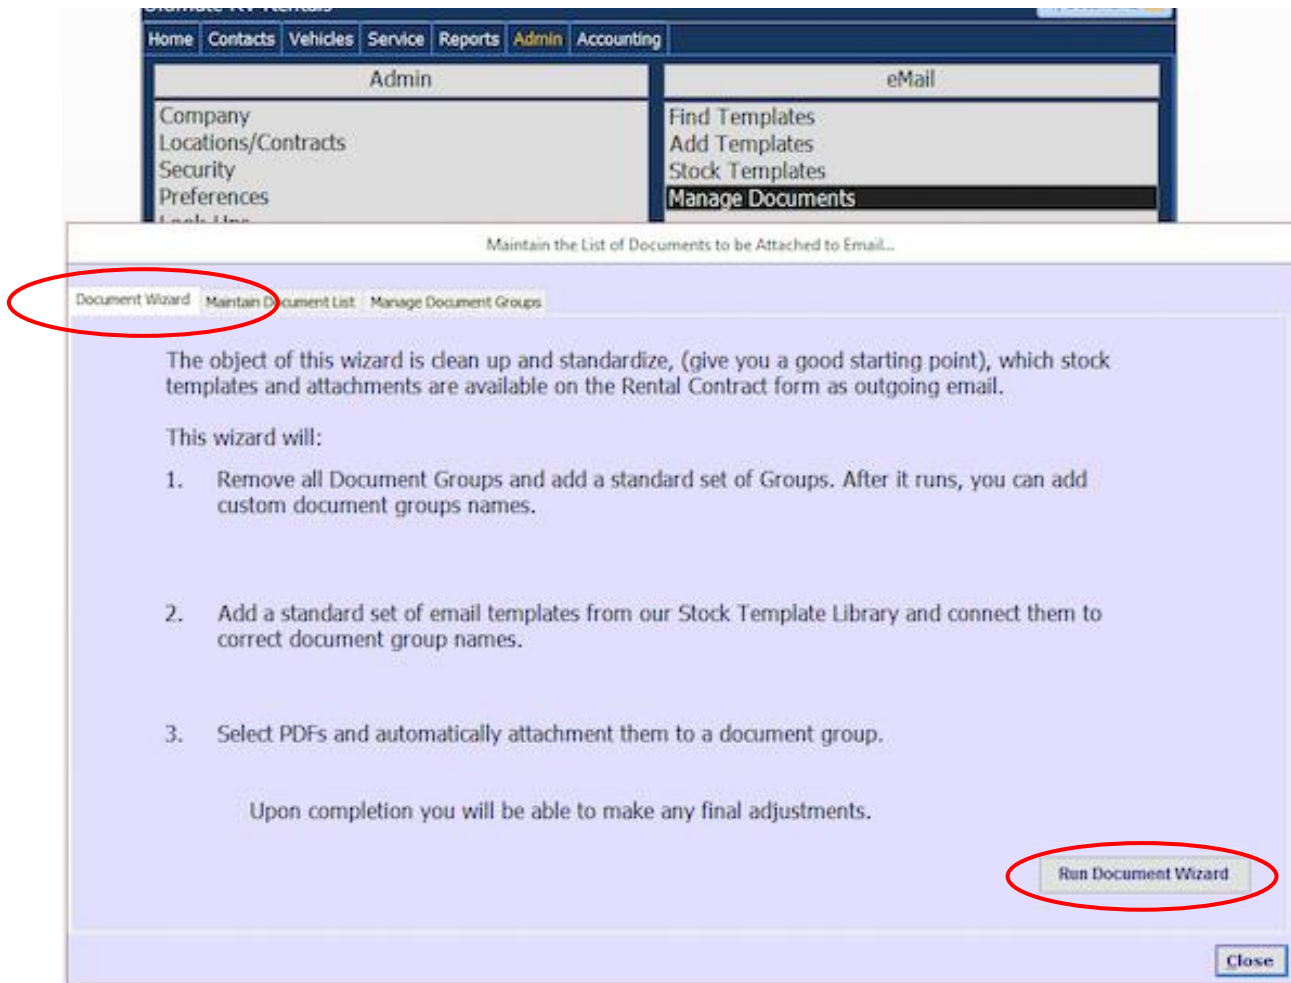 Home Contacts Vehicles Service Reports Admin Accounting
Admin
Company
Locations/Contracts
Security
Preferences
eMail
Find Templates
Add Templates
Stock Templates
Manage Documents
Maintain the List of Documents to be Attached to Email...
Document Wizard Maintain Document List Manage Document Groups
The object of this wizard is clean up and standardize, (give you a good starting point), which stock
templates and attachments are available on the Rental Contract form as outgoing email.
This wizard will:
1. Remove all Document Groups and add a standard set of Groups. After it runs, you can add
custom document groups names.
2. Add a standard set of email templates from our Stock Template Library and connect them to
correct document group names.
3. Select PDFs and automatically attachment them to a document group.
Upon completion you will be able to make any final adjustments.
Run Document Wizard
Close